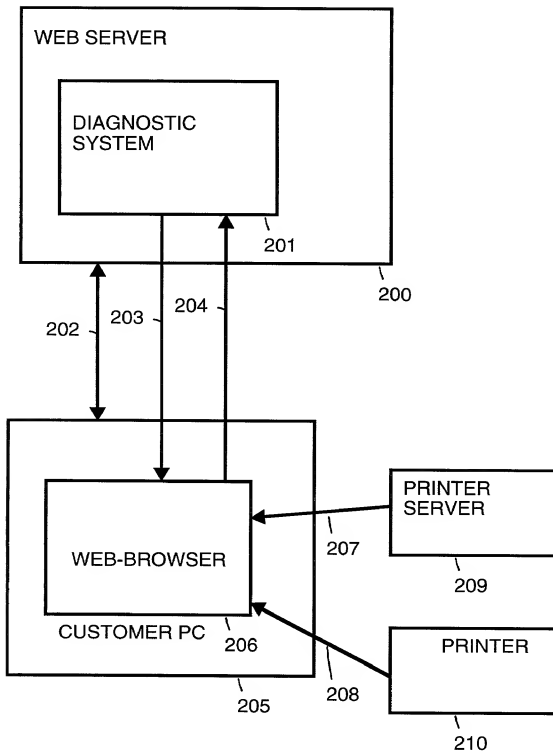 WEB SERVER
DIAGNOSTIC
SYSTEM
201
200
202
203
204
PRINTER
SERVER
207
209
WEB-BROWSER
206
CUSTOMER PC
PRINTER
208
205
210